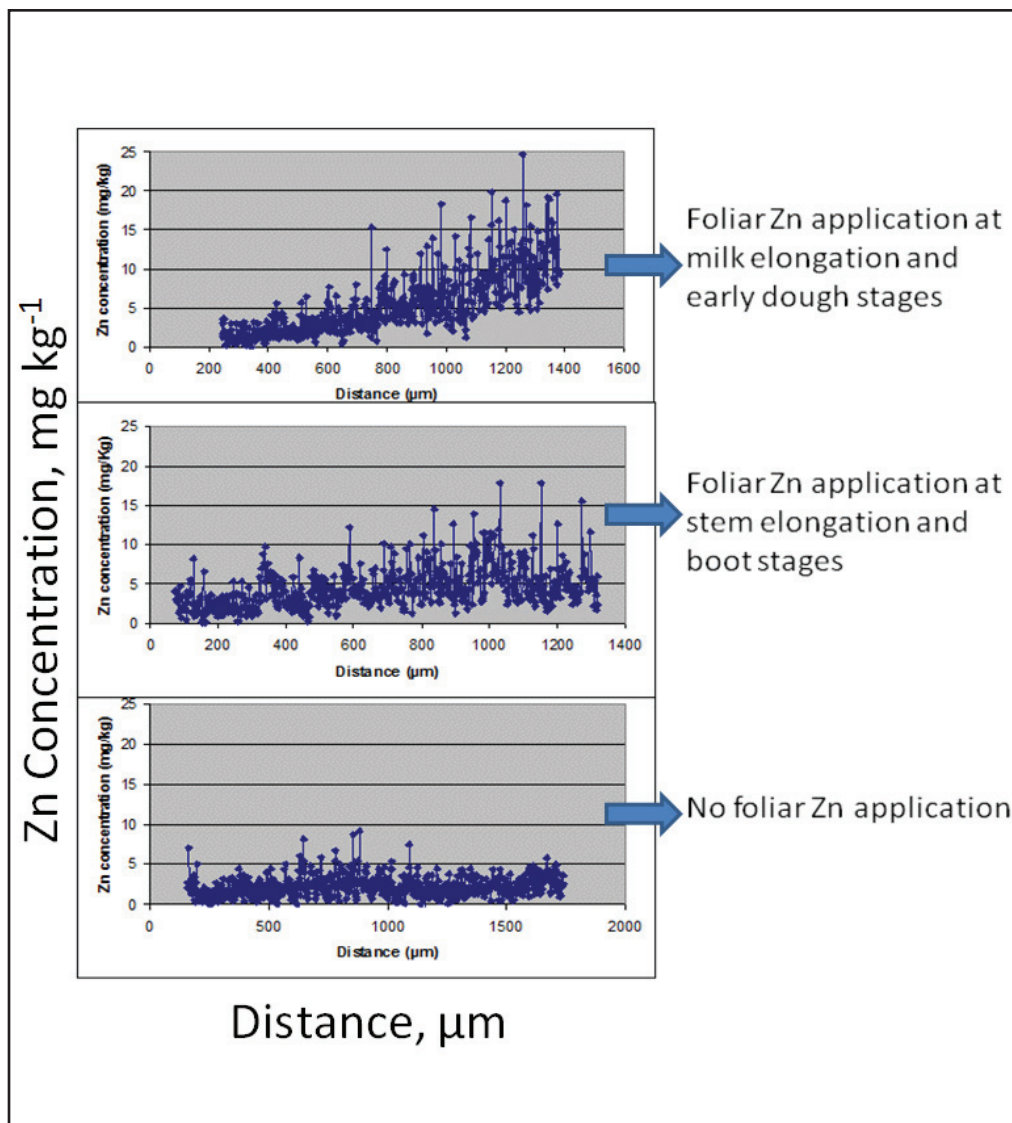 Zn Concentration, mg kg-1
Zn concentration (mg/kg)
25
20
15
10
5
0
0 200 400 600 800 1000 1200 1400 1600
Distance (µm)
Foliar Zn application at
milk elongation and
early dough stages
Zn concentration (mg/Kg)
25
20
15
10
5
0
0 200 400 600 800 1000 1200 1400
Distance (µm)
Foliar Zn application at
stem elongation and
boot stages
Zn concentration (mg/kg)
25
20
15
10
5
0
0 500 1000 1500 2000
Distance (µm)
No foliar Zn application
Distance, µm